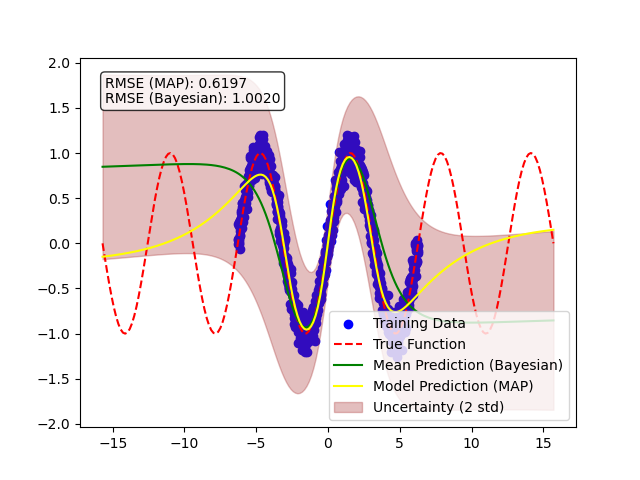 RMSE (MAP): 0.6197
RMSE (Bayesian): 1.0020
2.0
1.5
1.0
0.5
0.0
−0.5
−1.0
−1.5
−2.0
Training Data
True Function
Mean Prediction (Bayesian)
Model Prediction (MAP)
Uncertainty (2 std)
−15 −10 −5 0 5 10 15